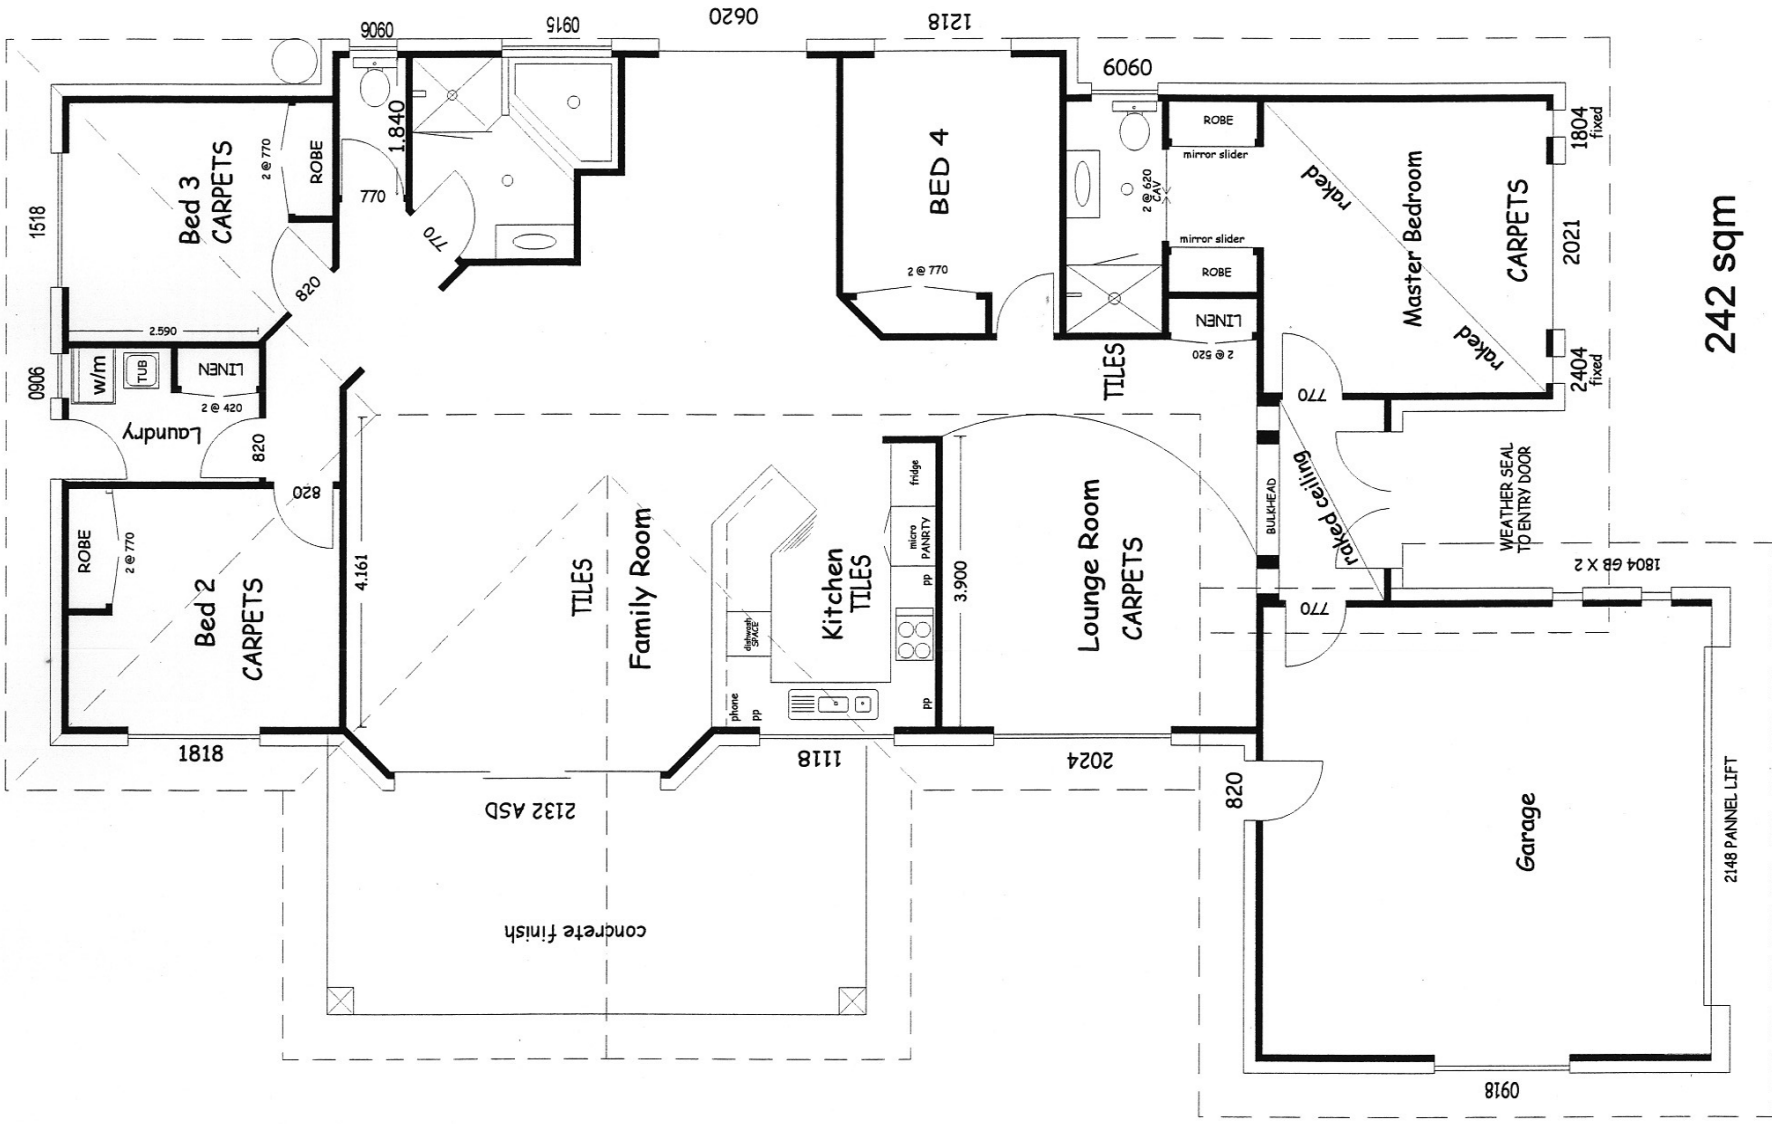 0906
0915
0620
1218
0909
Bed 3
CARPETS
2 @ 770
ROBE
1.840
770
770
820
2.590
1518
BED 4
2 @ 770
2 @ 620
CAV
ROBE
mirror slider
mirror slider
ROBE
LINEN
2 @ 520
TILES
raked
raked
Master Bedroom
CARPETS
1804
fixed
2021
2404
fixed
242 sqm
0906
w/m
TUB
LINEN
2 @ 420
Laundry
820
820
ROBE
2 @ 770
Bed 2
CARPETS
1818
4.161
TILES
Family Room
2132 ASD
concrete finish
Kitchen
TILES
fridge
micro
PANRTY
pp
pp
dishwash
SPACE
phone
pp
1118
3.900
Lounge Room
CARPETS
2024
BULKHEAD
raked ceiling
770
770
WEATHER SEAL
TO ENTRY DOOR
1804 GB X 2
820
Garage
2148 PANNEL LIFT
0918